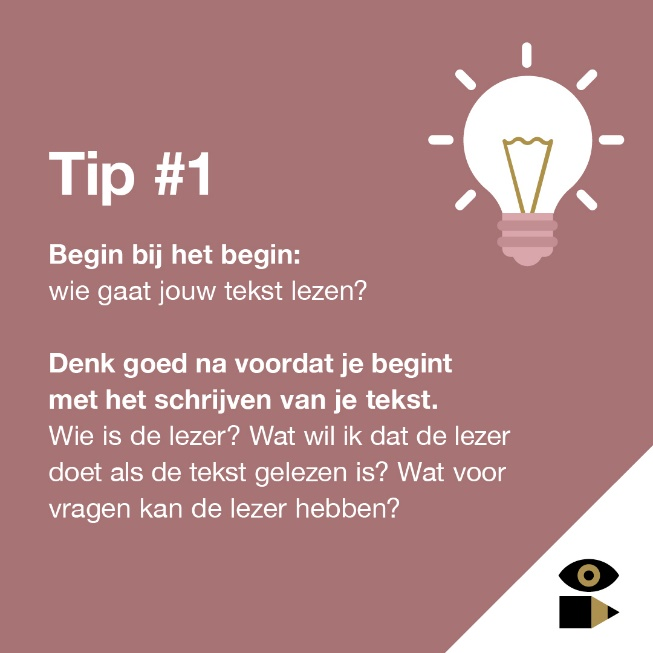 Tip #1
Begin bij het begin:
wie gaat jouw tekst lezen?
Denk goed na voordat je begint
met het schrijven van je tekst.
Wie is de lezer? Wat wil ik dat de lezer
doet als de tekst gelezen is? Wat voor
vragen kan de lezer hebben?